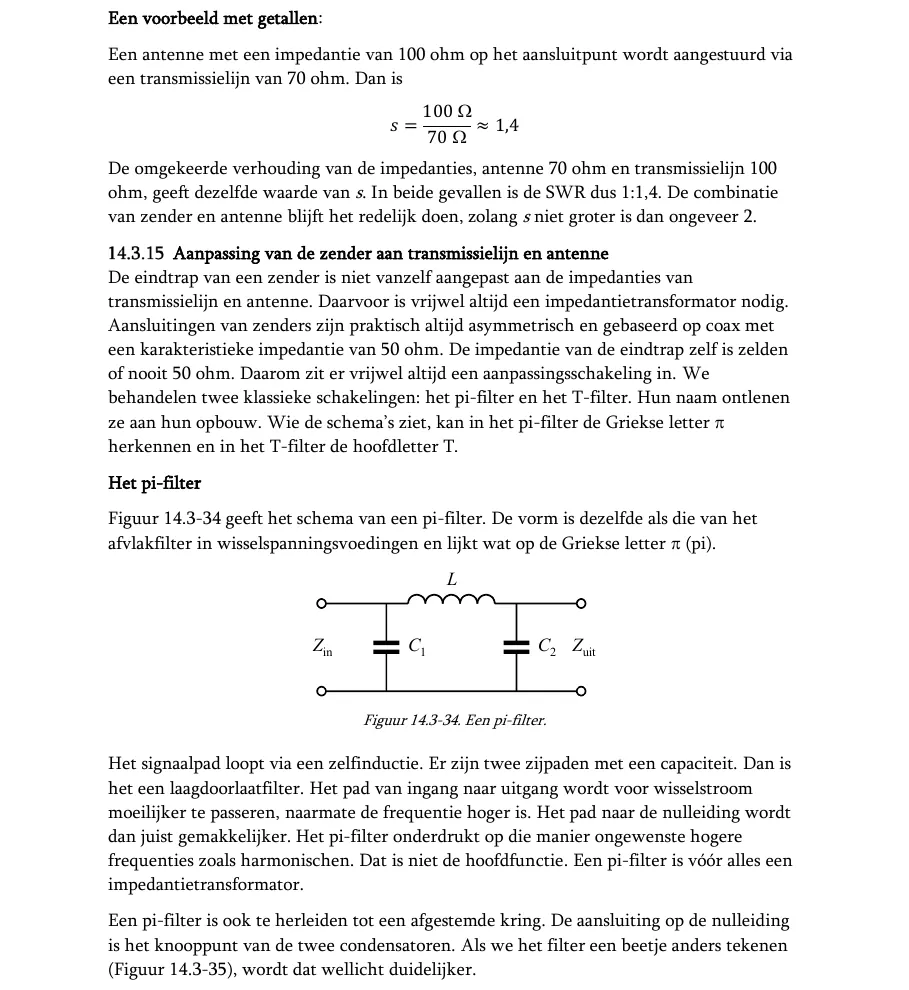 Een voorbeeld met getallen:
Een antenne met een impedantie van 100 ohm op het aansluitpunt wordt aangestuurd via
een transmissielijn van 70 ohm. Dan is
s = 100 Ω / 70 Ω ≈ 1,4
De omgekeerde verhouding van de impedanties, antenne 70 ohm en transmissielijn 100
ohm, geeft dezelfde waarde van s. In beide gevallen is de SWR dus 1:1,4. De combinatie
van zender en antenne blijft het redelijk doen, zolang s niet groter is dan ongeveer 2.
14.3.15 Aanpassing van de zender aan transmissielijn en antenne
De eindtrap van een zender is niet vanzelf aangepast aan de impedanties van
transmissielijn en antenne. Daarvoor is vrijwel altijd een impedantietransformator nodig.
Aansluitingen van zenders zijn praktisch altijd asymmetrisch en gebaseerd op coax met
een karakteristieke impedantie van 50 ohm. De impedantie van de eindtrap zelf is zelden
of nooit 50 ohm. Daarom zit er vrijwel altijd een aanpassingsschakeling in. We
behandelen twee klassieke schakelingen: het pi-filter en het T-filter. Hun naam ontlenen
ze aan hun opbouw. Wie de schema's ziet, kan in het pi-filter de Griekse letter π
herkennen en in het T-filter de hoofdletter T.
Het pi-filter
Figuur 14.3-34 geeft het schema van een pi-filter. De vorm is dezelfde als die van het
afvlakfilter in wisselspanningsvoedingen en lijkt wat op de Griekse letter π (pi).
L
Zin C1 C2 Zuit
Figuur 14.3-34. Een pi-filter.
Het signaalpad loopt via een zelfinductie. Er zijn twee zijpaden met een capaciteit. Dan is
het een laagdoorlaatfilter. Het pad van ingang naar uitgang wordt voor wisselstroom
moeilijker te passeren, naarmate de frequentie hoger is. Het pad naar de nulleiding wordt
dan juist gemakkelijker. Het pi-filter onderdrukt op die manier ongewenste hogere
frequenties zoals harmonischen. Dat is niet de hoofdfunctie. Een pi-filter is vóór alles een
impedantietransformator.
Een pi-filter is ook te herleiden tot een afgestemde kring. De aansluiting op de nulleiding
is het knooppunt van de twee condensatoren. Als we het filter een beetje anders tekenen
(Figuur 14.3-35), wordt dat wellicht duidelijker.